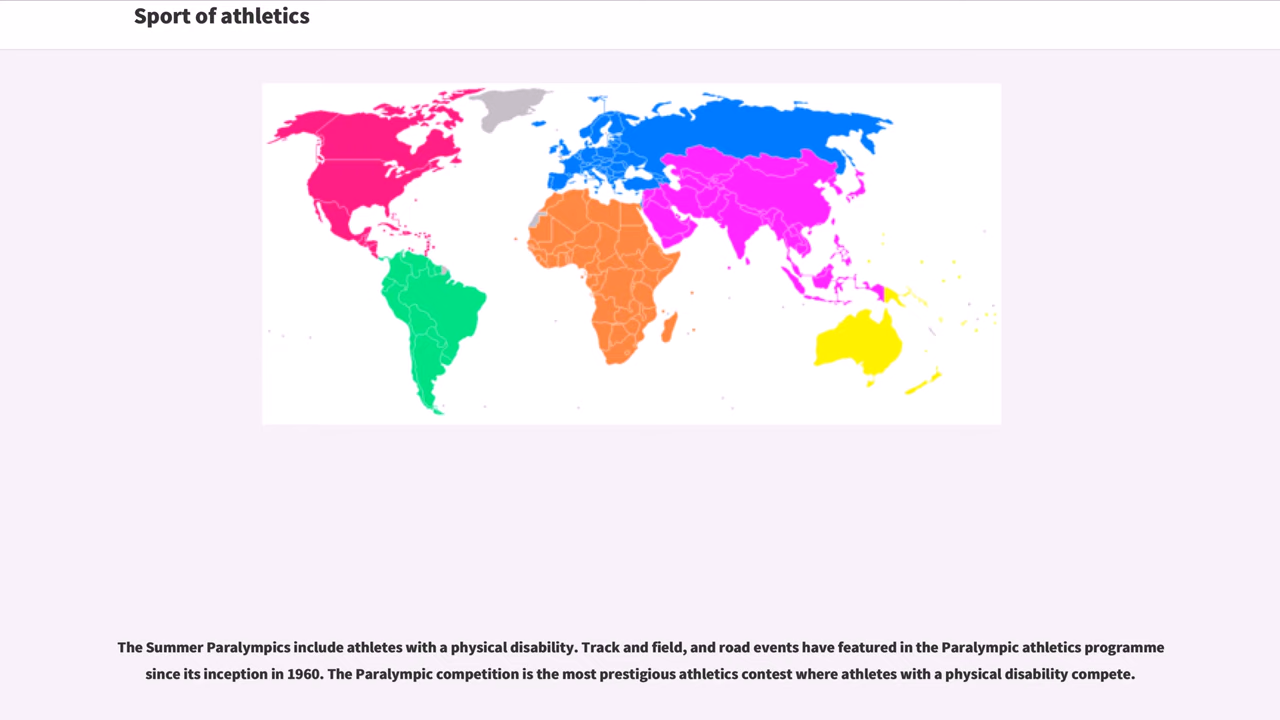 Sport of athletics
The Summer Paralympics include athletes with a physical disability. Track and field, and road events have featured in the Paralympic athletics programme
since its inception in 1960. The Paralympic competition is the most prestigious athletics contest where athletes with a physical disability compete.